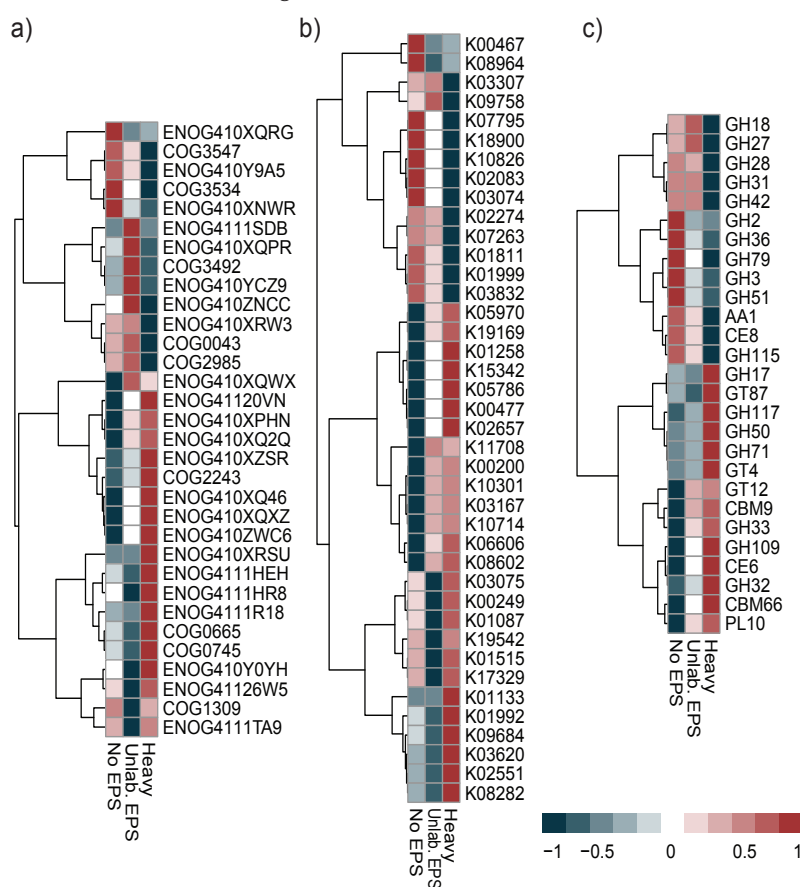 a)
ENOG410XQRG
COG3547
ENOG410Y9A5
COG3534
ENOG410XNWR
ENOG4111SDB
ENOG410XQPR
COG3492
ENOG410YCZ9
ENOG410ZNCC
ENOG410XRW3
COG0043
COG2985
ENOG410XQWX
ENOG41120VN
ENOG410XPHN
ENOG410XQ2Q
ENOG410XZSR
COG2243
ENOG410XQ46
ENOG410XQXZ
ENOG410ZWC6
ENOG410XRSU
ENOG4111HEH
ENOG4111HR8
ENOG4111R18
COG0665
COG0745
ENOG410Y0YH
ENOG41126W5
COG1309
ENOG4111TA9
No EPS
Unlab. EPS
Heavy
b)
K00467
K08964
K03307
K09758
K07795
K18900
K10826
K02083
K03074
K02274
K07263
K01811
K01999
K03832
K05970
K19169
K01258
K15342
K05786
K00477
K02657
K11708
K00200
K10301
K03167
K10714
K06606
K08602
K03075
K00249
K01087
K19542
K01515
K17329
K01133
K01992
K09684
K03620
K02551
K08282
No EPS
Unlab. EPS
Heavy
c)
GH18
GH27
GH28
GH31
GH42
GH2
GH36
GH79
GH3
GH51
AA1
CE8
GH115
GH17
GT87
GH117
GH50
GH71
GT4
GT12
CBM9
GH33
GH109
CE6
GH32
CBM66
PL10
No EPS
Unlab. EPS
Heavy
−1 −0.5 0 0.5 1